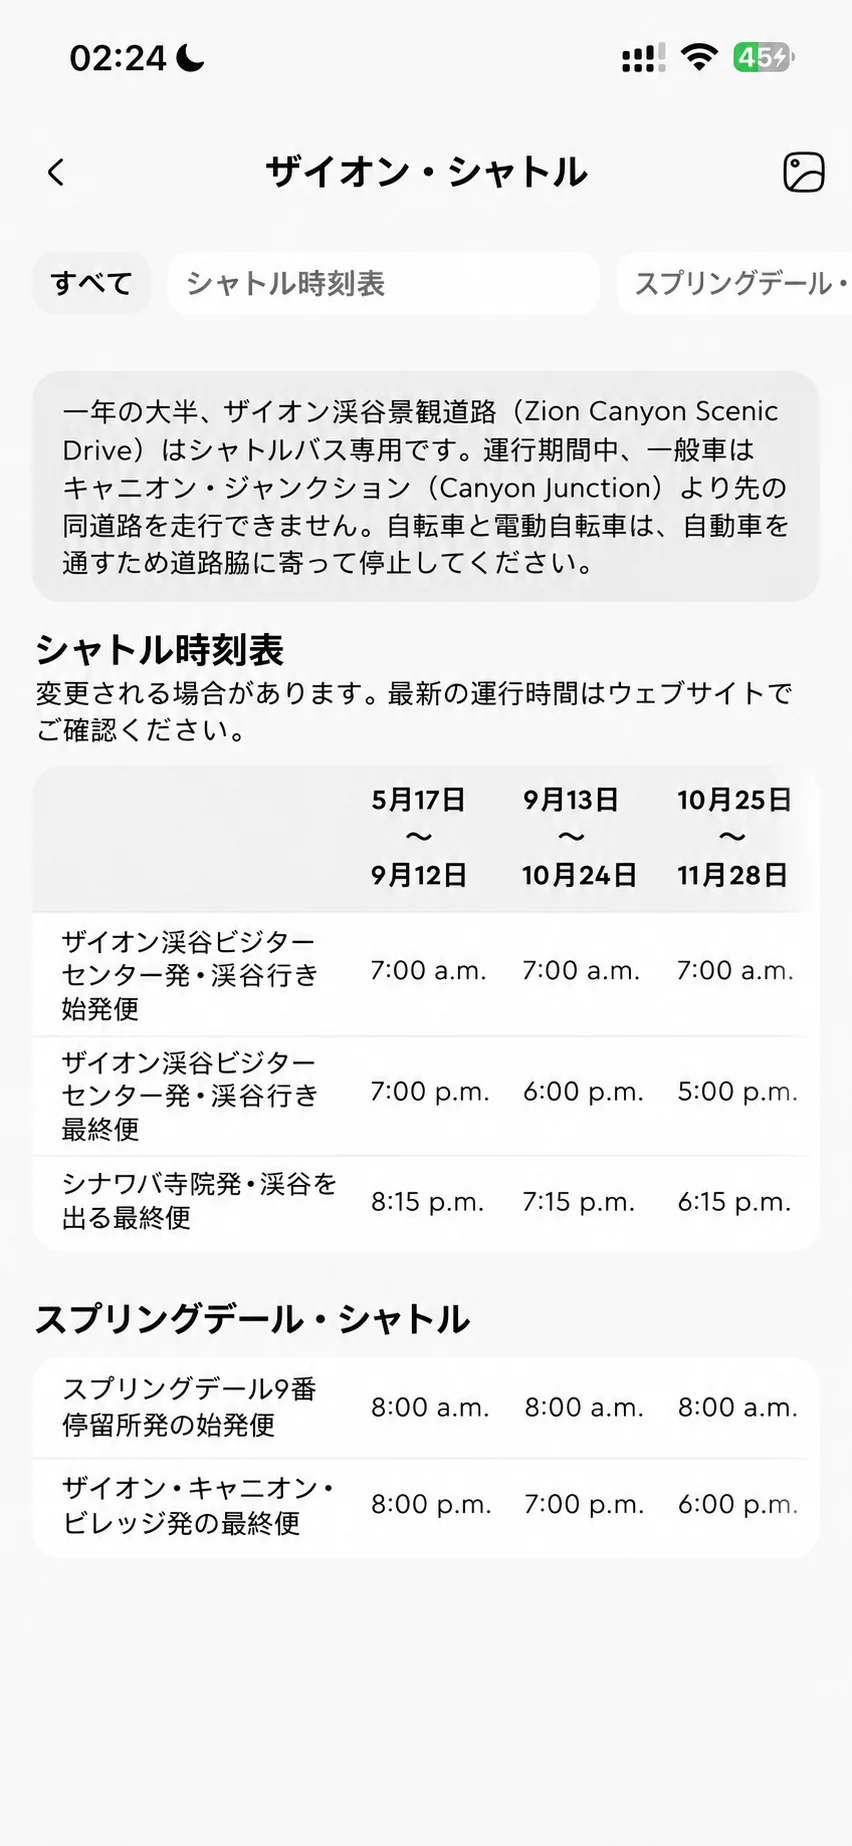 02:24
45
ザイオン・シャトル
すべて
シャトル時刻表
スプリングデール・
一年の大半、ザイオン渓谷景観道路（Zion Canyon Scenic
Drive）はシャトルバス専用です。運行期間中、一般車は
キャニオン・ジャンクション（Canyon Junction）より先の
同道路を走行できません。自転車と電動自転車は、自動車を
通すため道路脇に寄って停止してください。
シャトル時刻表
変更される場合があります。最新の運行時間はウェブサイトで
ご確認ください。
5月17日
～
9月12日
9月13日
～
10月24日
10月25日
～
11月28日
ザイオン渓谷ビジター
センター発・渓谷行き
始発便
7:00 a.m.
7:00 a.m.
7:00 a.m.
ザイオン渓谷ビジター
センター発・渓谷行き
最終便
7:00 p.m.
6:00 p.m.
5:00 p.m.
シナワバ寺院発・渓谷を
出る最終便
8:15 p.m.
7:15 p.m.
6:15 p.m.
スプリングデール・シャトル
スプリングデール9番
停留所発の始発便
8:00 a.m.
8:00 a.m.
8:00 a.m.
ザイオン・キャニオン・
ビレッジ発の最終便
8:00 p.m.
7:00 p.m.
6:00 p.m.